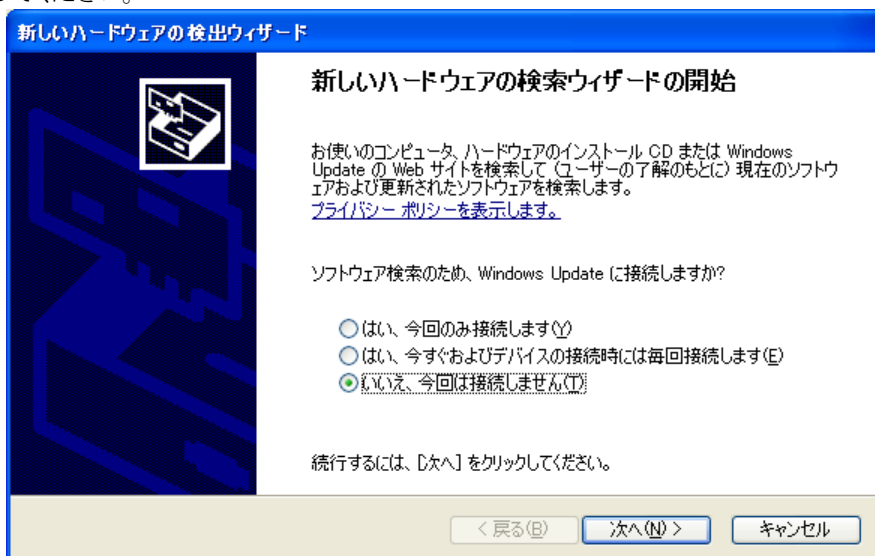 ください。
新しいハードウェアの検出ウィザード
新しいハードウェアの検索ウィザードの開始
お使いのコンピュータ、ハードウェアのインストール CD または Windows
Update の Web サイトを検索して (ユーザーの了解のもとに) 現在のソフトウ
ェアおよび更新されたソフトウェアを検索します。
プライバシー ポリシーを表示します。
ソフトウェア検索のため、Windows Update に接続しますか?
はい、今回のみ接続します(Y)
はい、今すぐおよびデバイスの接続時には毎回接続します(E)
いいえ、今回は接続しません(T)
続行するには、[次へ] をクリックしてください。
< 戻る(B)
次へ(N) >
キャンセル